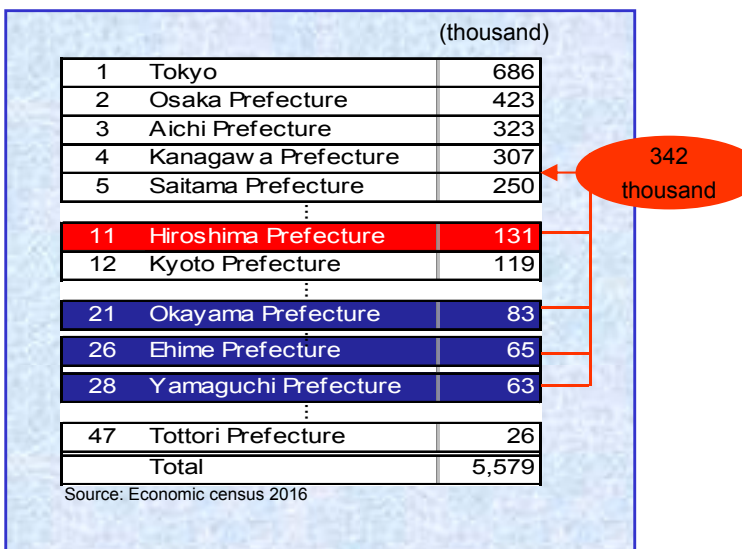 (thousand)
1 Tokyo 686
2 Osaka Prefecture 423
3 Aichi Prefecture 323
4 Kanagaw a Prefecture 307
5 Saitama Prefecture 250
⋮
11 Hiroshima Prefecture 131
12 Kyoto Prefecture 119
⋮
21 Okayama Prefecture 83
26 Ehime Prefecture 65
28 Yamaguchi Prefecture 63
⋮
47 Tottori Prefecture 26
Total 5,579
Source: Economic census 2016
342
thousand